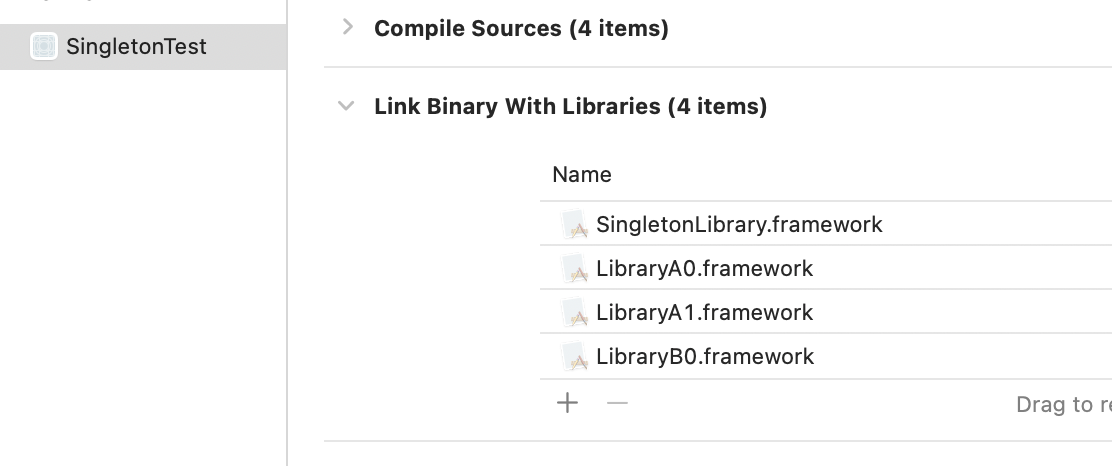 SingletonTest
Compile Sources (4 items)
Link Binary With Libraries (4 items)
Name
SingletonLibrary.framework
LibraryA0.framework
LibraryA1.framework
LibraryB0.framework
Drag to re